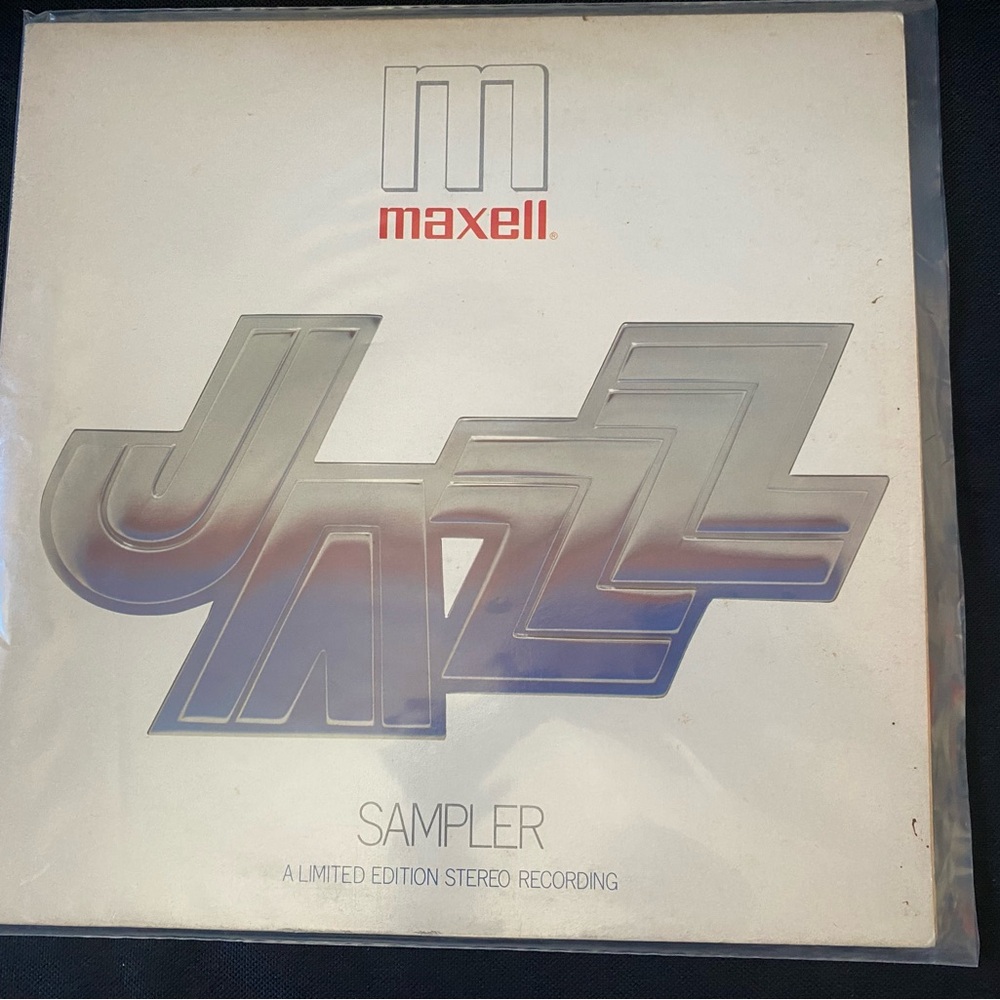 m
maxell®
JAZZ
SAMPLER
A LIMITED EDITION STEREO RECORDING